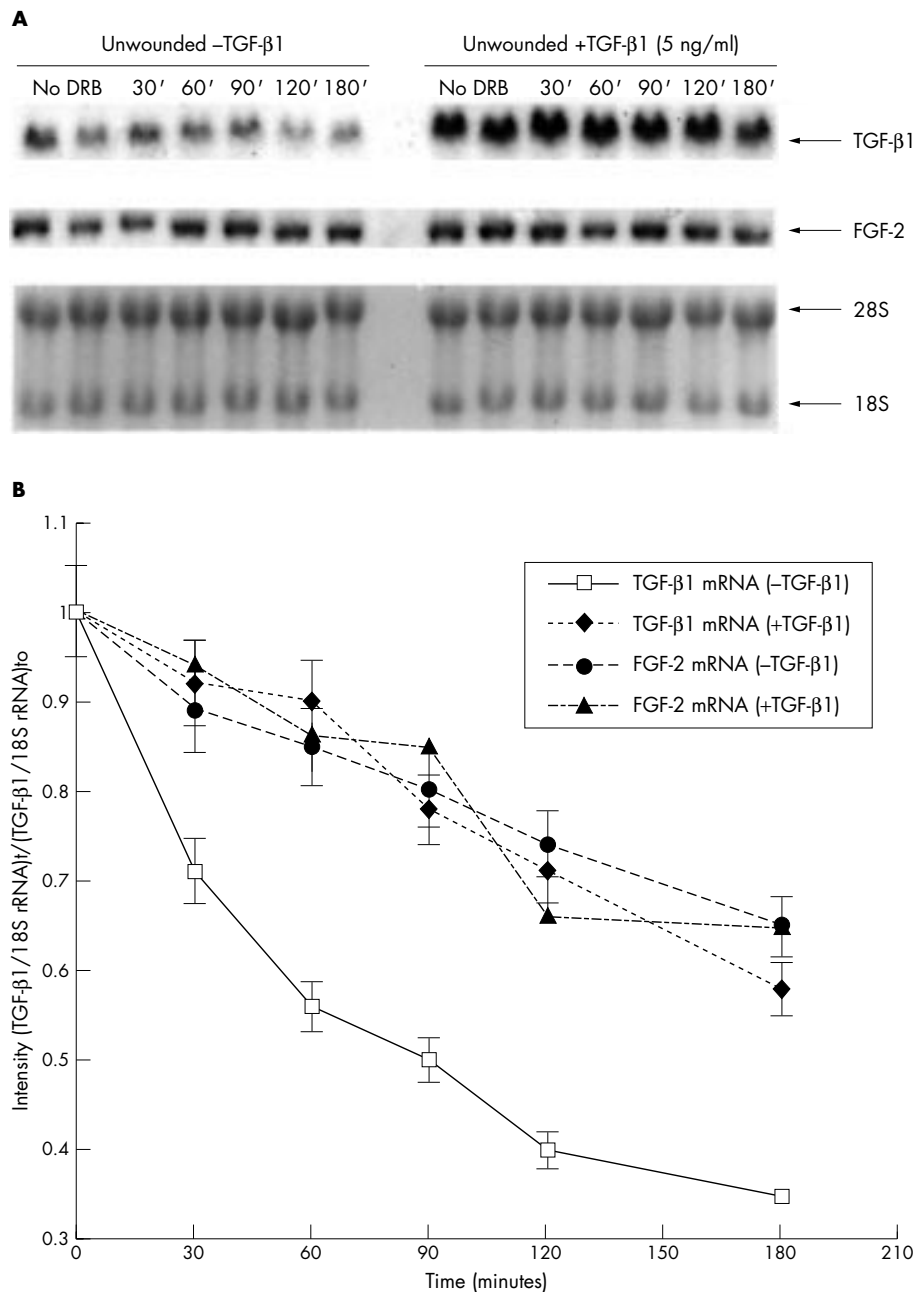 A
Unwounded –TGF-β1
Unwounded +TGF-β1 (5 ng/ml)
No DRB 30′ 60′ 90′ 120′ 180′
No DRB 30′ 60′ 90′ 120′ 180′
TGF-β1
FGF-2
28S
18S
B
Intensity (TGF-β1/18S rRNA)t/(TGF-β1/18S rRNA)to
1.1
1
0.9
0.8
0.7
0.6
0.5
0.4
0.3
TGF-β1 mRNA (–TGF-β1)
TGF-β1 mRNA (+TGF-β1)
FGF-2 mRNA (–TGF-β1)
FGF-2 mRNA (+TGF-β1)
0 30 60 90 120 150 180 210
Time (minutes)